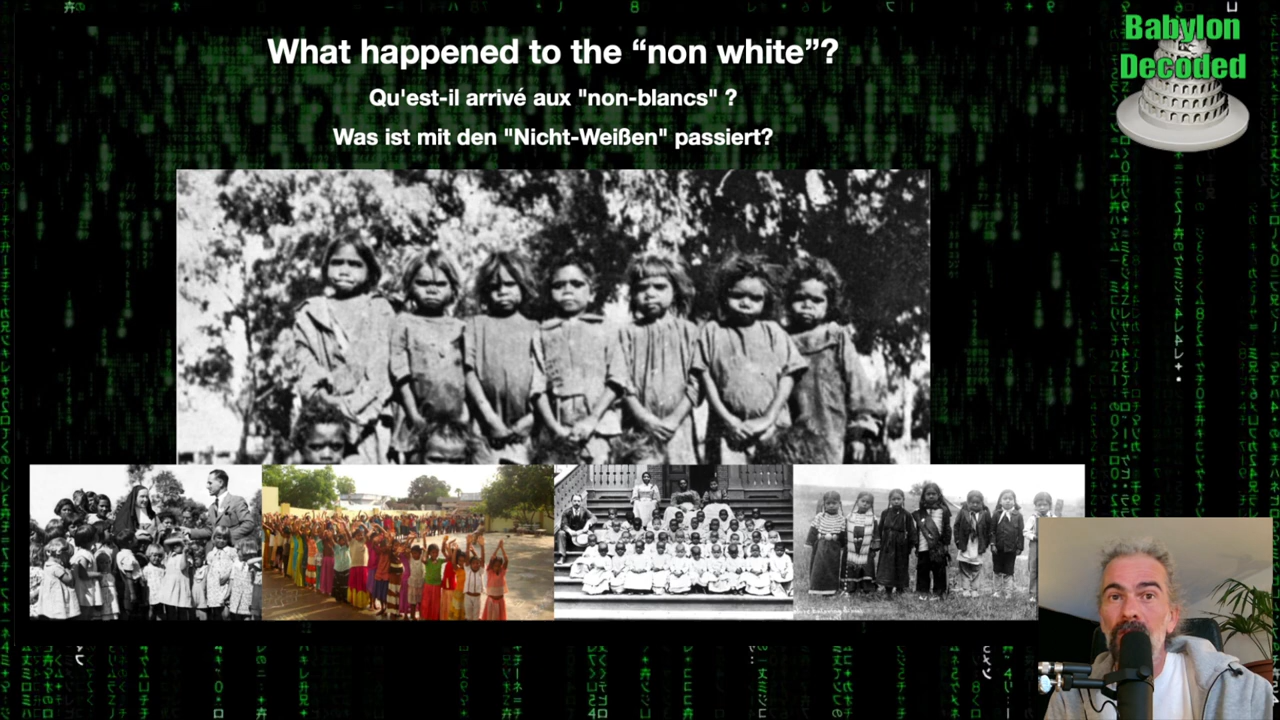 What happened to the “non white”?
Qu'est-il arrivé aux "non-blancs" ?
Was ist mit den "Nicht-Weißen" passiert?
Babylon
Decoded